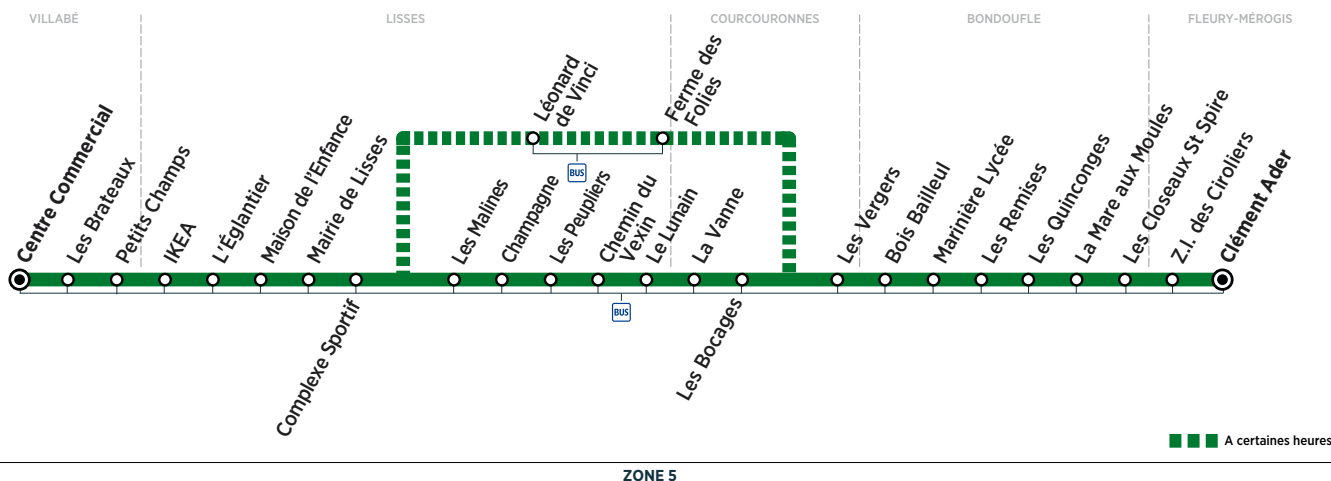 VILLABÉ
LISSES
COURCOURONNES
BONDOUFLE
FLEURY-MÉROGIS
Léonard
de Vinci
Ferme des
Folies
BUS
Centre Commercial
Les Brateaux
Petits Champs
IKEA
L'Églantier
Maison de l'Enfance
Mairie de Lisses
Complexe Sportif
Les Malines
Champagne
Les Peupliers
Chemin du
Vexin
Le Lunain
La Vanne
Les Bocages
Les Vergers
Bois Bailleul
Marinière Lycée
Les Remises
Les Quinconges
La Mare aux Moules
Les Closeaux St Spire
Z.I. des Ciroliers
Clément Ader
BUS
A certaines heures
ZONE 5